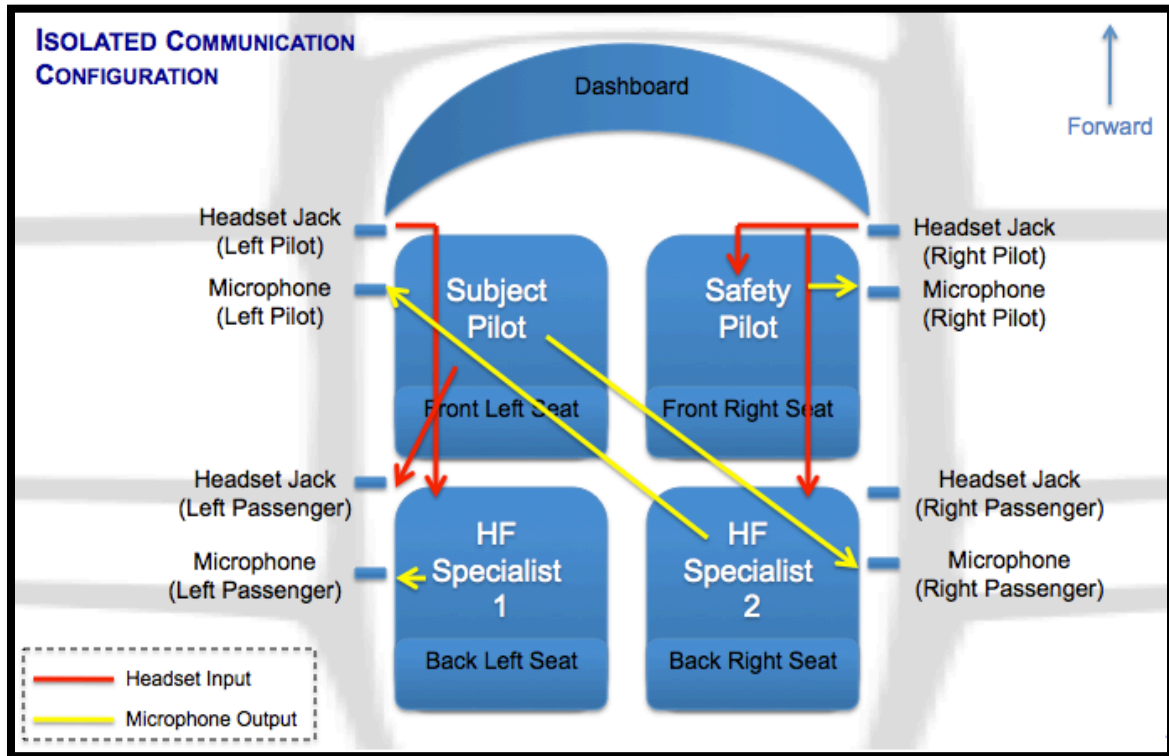 ISOLATED COMMUNICATION
CONFIGURATION
Dashboard
Forward
Headset Jack
(Left Pilot)
Microphone
(Left Pilot)
Headset Jack
(Right Pilot)
Microphone
(Right Pilot)
Subject
Pilot
Front Left Seat
Safety
Pilot
Front Right Seat
Headset Jack
(Left Passenger)
Microphone
(Left Passenger)
Headset Jack
(Right Passenger)
Microphone
(Right Passenger)
HF
Specialist
1
Back Left Seat
HF
Specialist
2
Back Right Seat
Headset Input
Microphone Output